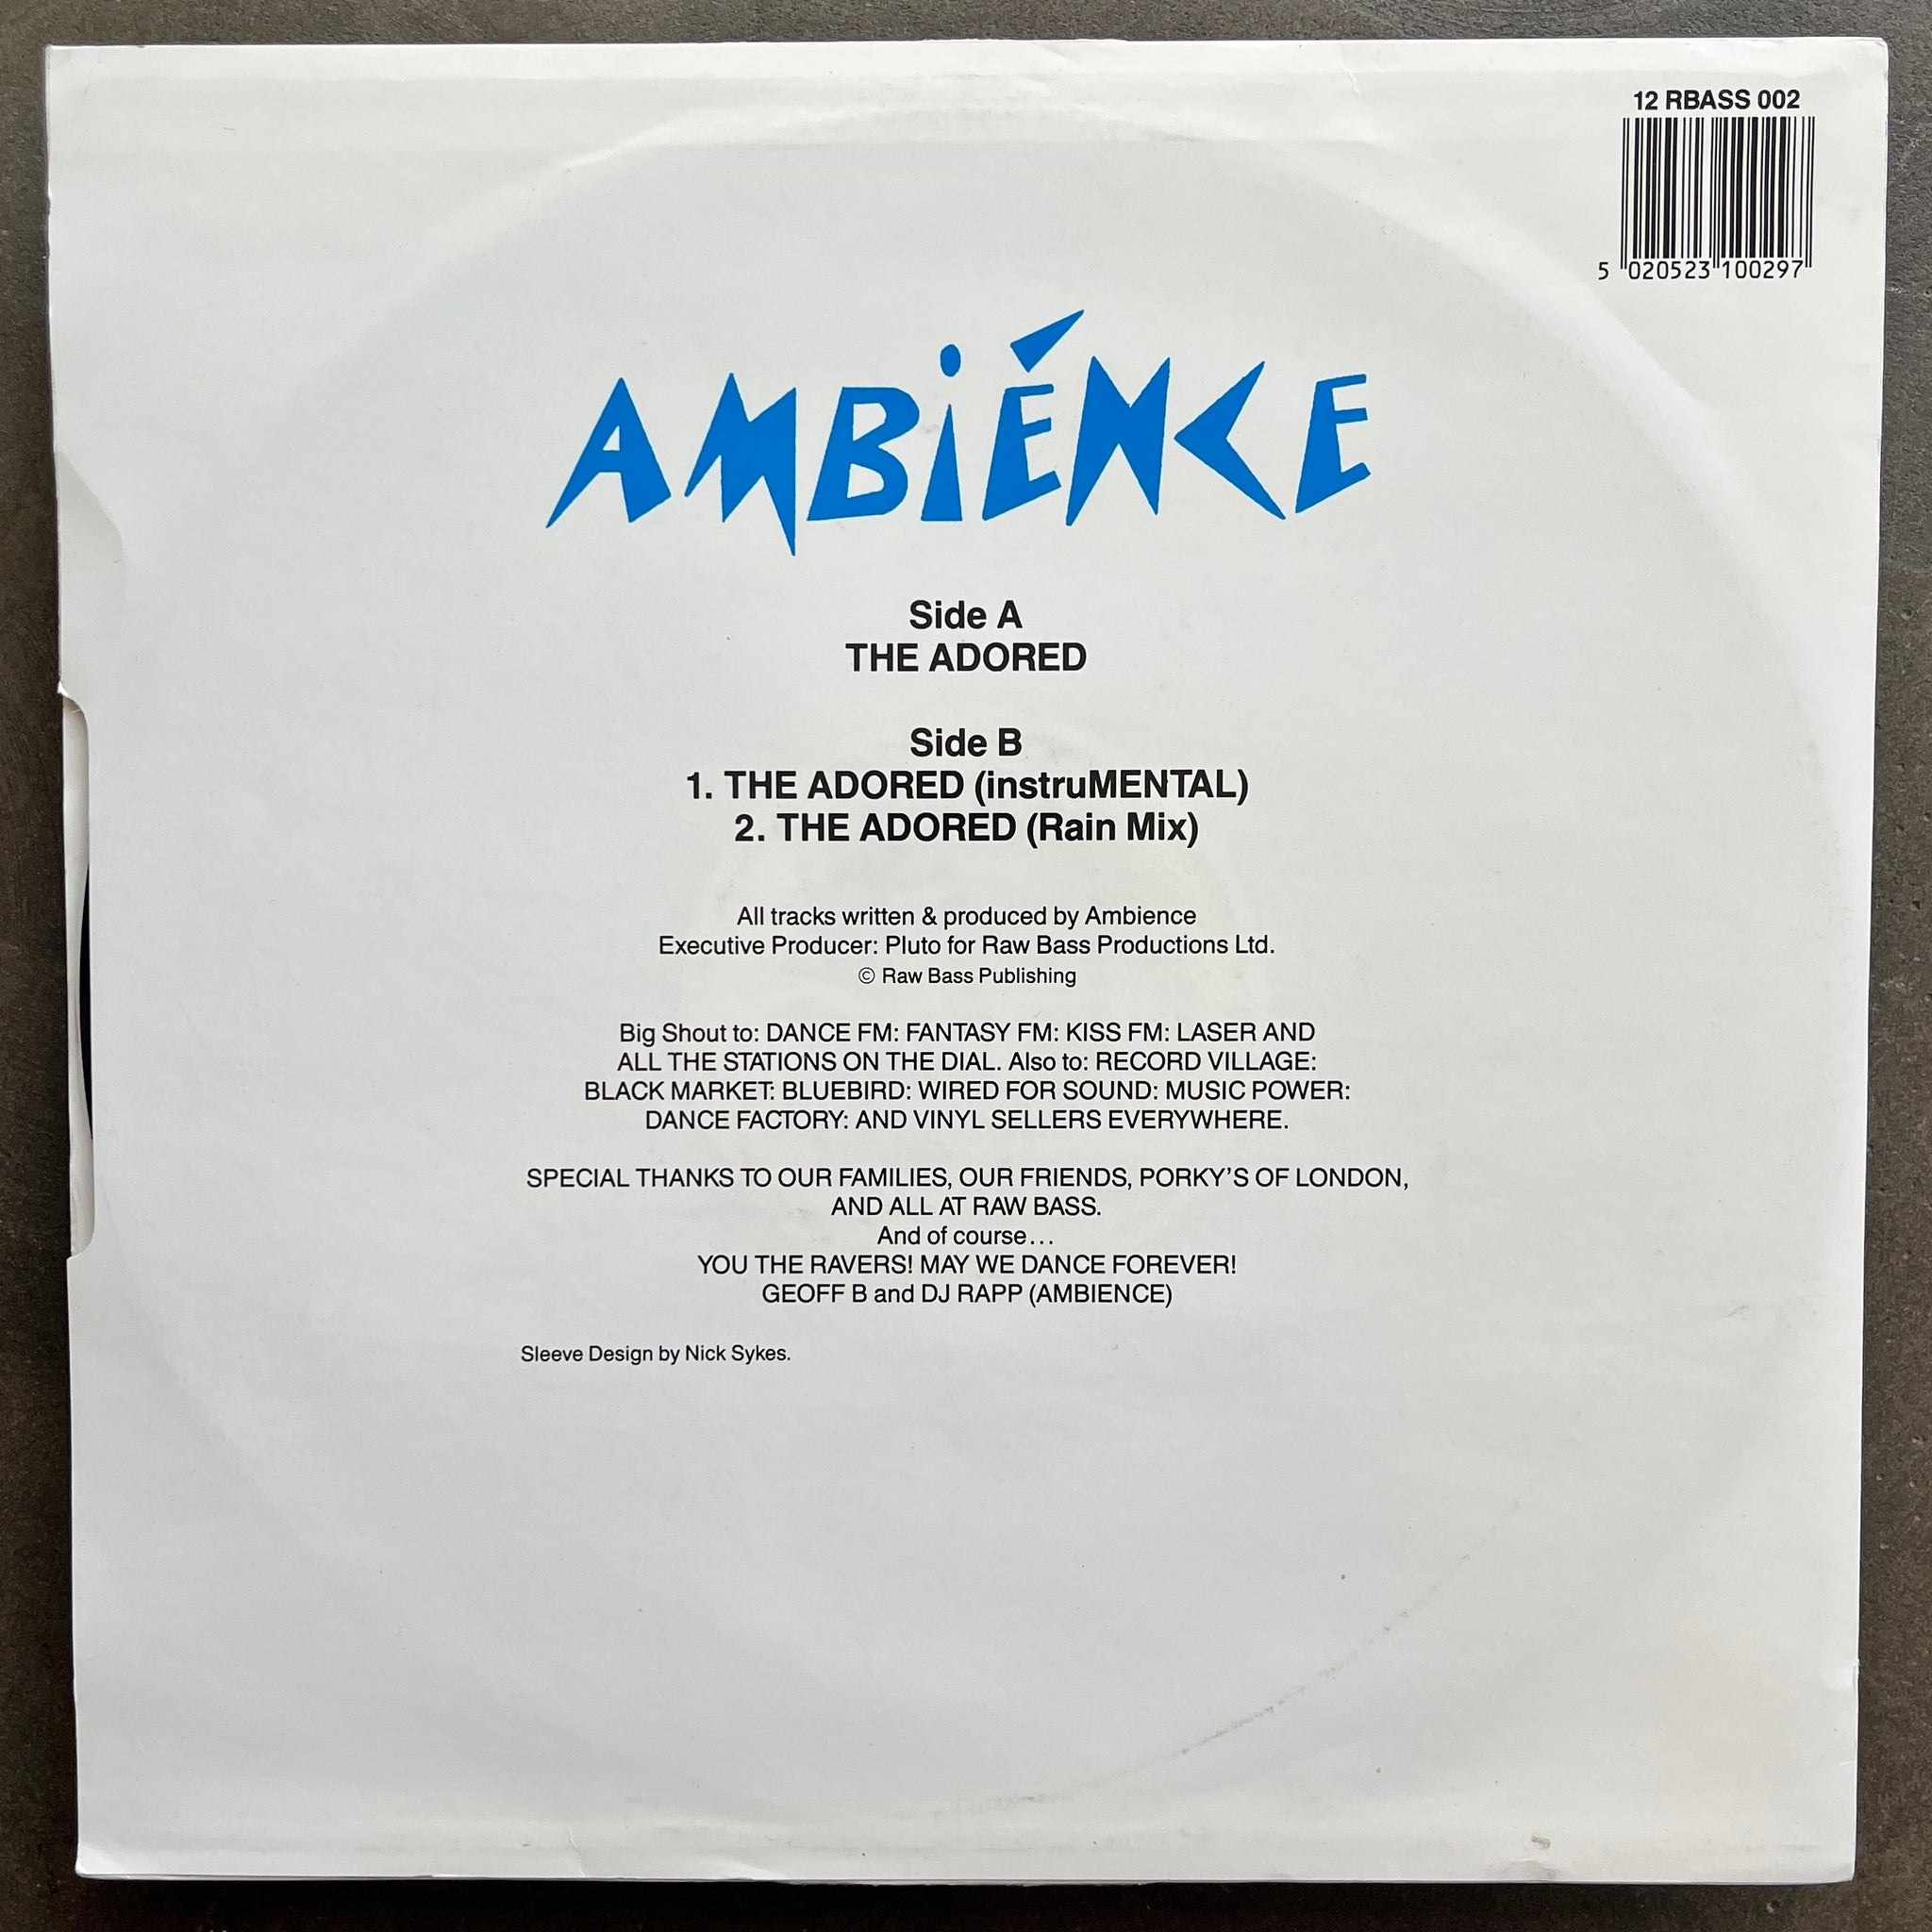 12 RBASS 002
5 020523 100297
AMBiÉNCE
Side A
THE ADORED
Side B
1. THE ADORED (instruMENTAL)
2. THE ADORED (Rain Mix)
All tracks written & produced by Ambience
Executive Producer: Pluto for Raw Bass Productions Ltd.
© Raw Bass Publishing
Big Shout to: DANCE FM: FANTASY FM: KISS FM: LASER AND
ALL THE STATIONS ON THE DIAL. Also to: RECORD VILLAGE:
BLACK MARKET: BLUEBIRD: WIRED FOR SOUND: MUSIC POWER:
DANCE FACTORY: AND VINYL SELLERS EVERYWHERE.
SPECIAL THANKS TO OUR FAMILIES, OUR FRIENDS, PORKY'S OF LONDON,
AND ALL AT RAW BASS.
And of course...
YOU THE RAVERS! MAY WE DANCE FOREVER!
GEOFF B and DJ RAPP (AMBIENCE)
Sleeve Design by Nick Sykes.